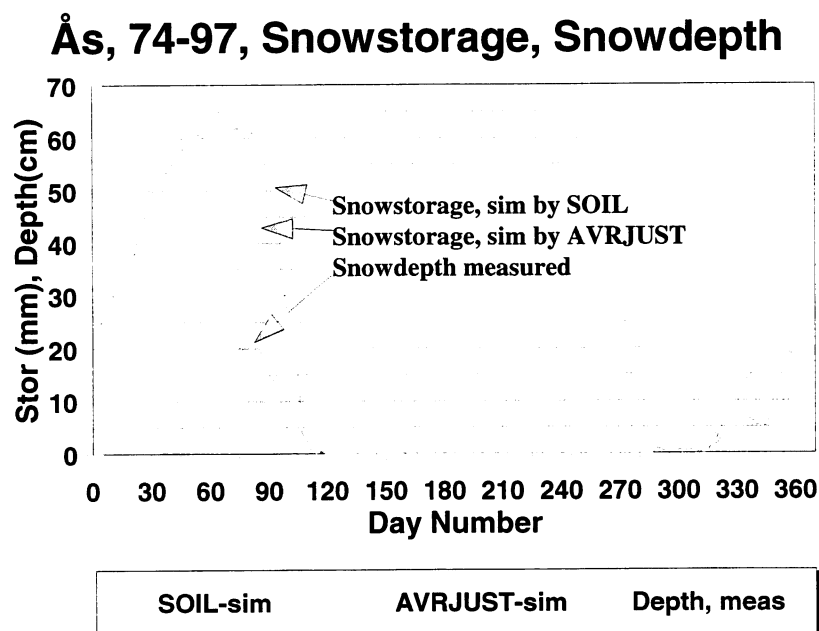 Ås, 74-97, Snowstorage, Snowdepth
Stor (mm), Depth(cm)
70
60
50
40
30
20
10
0
Snowstorage, sim by SOIL
Snowstorage, sim by AVRJUST
Snowdepth measured
0 30 60 90 120 150 180 210 240 270 300 330 360
Day Number
SOIL-sim AVRJUST-sim Depth, meas